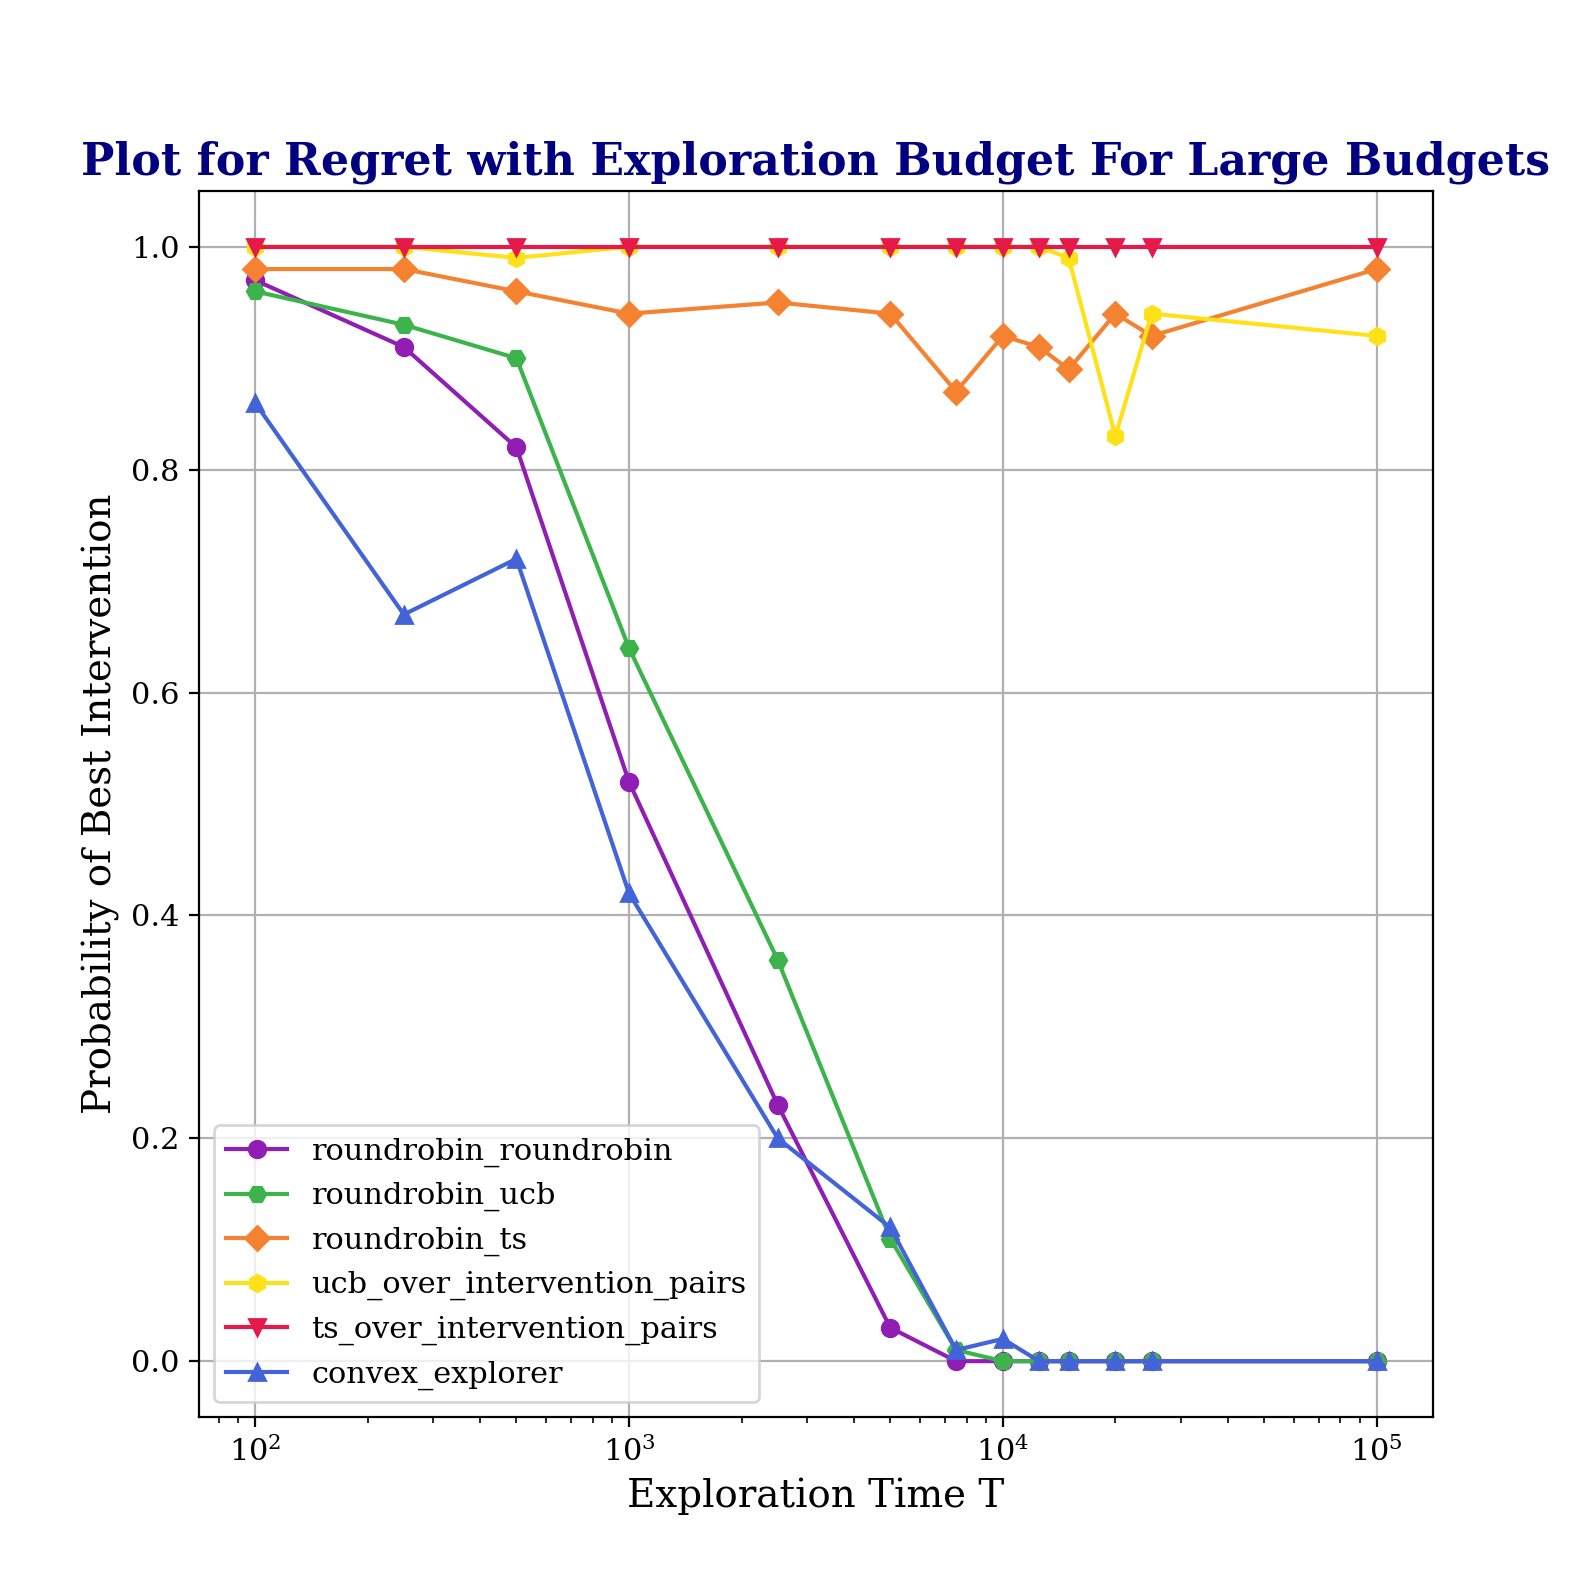 Plot for Regret with Exploration Budget For Large Budgets
Probability of Best Intervention
1.0
0.8
0.6
0.4
0.2
0.0
roundrobin_roundrobin
roundrobin_ucb
roundrobin_ts
ucb_over_intervention_pairs
ts_over_intervention_pairs
convex_explorer
10² 10³ 10⁴ 10⁵
Exploration Time T